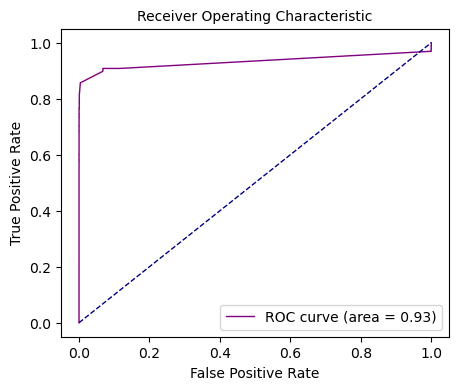 Receiver Operating Characteristic
True Positive Rate
1.0
0.8
0.6
0.4
0.2
0.0
ROC curve (area = 0.93)
0.0 0.2 0.4 0.6 0.8 1.0
False Positive Rate